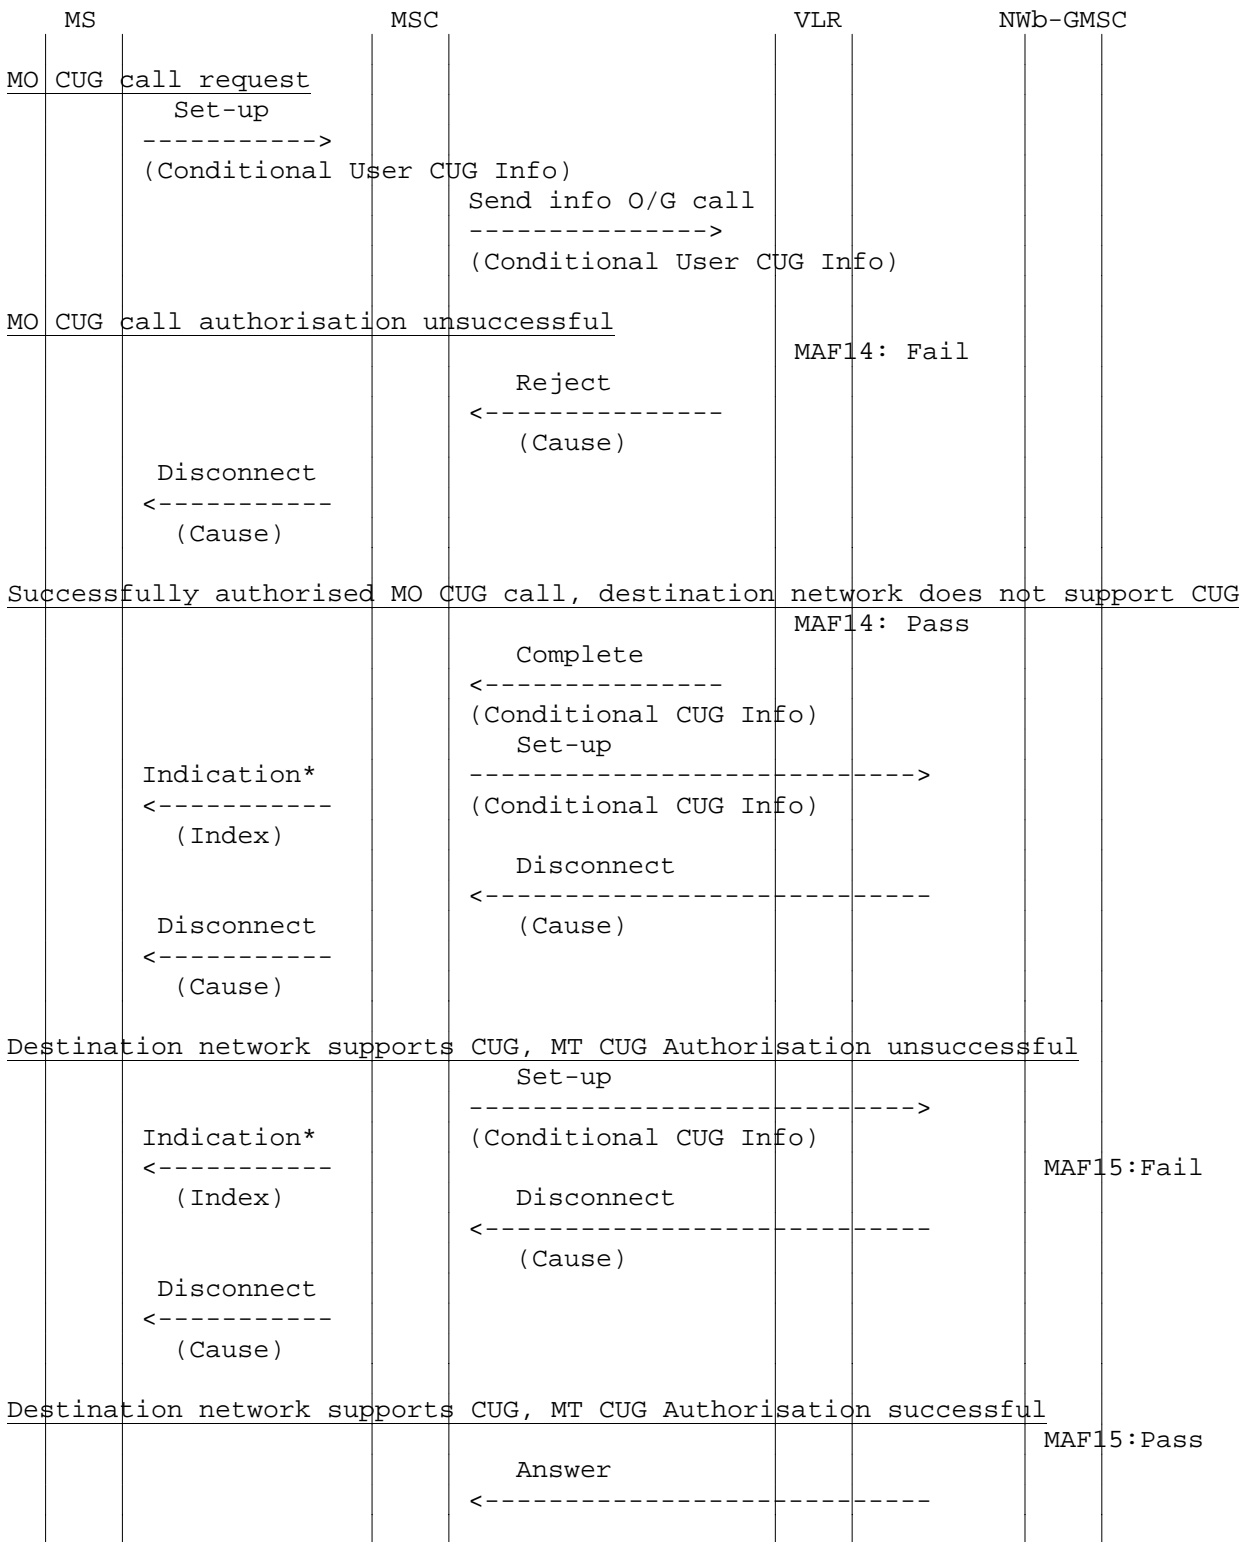 MS MSC VLR NWb-GMSC
MO CUG call request
Set-up
----------->
(Conditional User CUG Info)
Send info O/G call
--------------->
(Conditional User CUG Info)
MO CUG call authorisation unsuccessful
MAF14: Fail
Reject
<---------------
(Cause)
Disconnect
<-----------
(Cause)
Successfully authorised MO CUG call, destination network does not support CUG
MAF14: Pass
Complete
<---------------
(Conditional CUG Info)
Set-up
Indication* ---------------------------->
<----------- (Conditional CUG Info)
(Index)
Disconnect
<----------------------------
Disconnect (Cause)
<-----------
(Cause)
Destination network supports CUG, MT CUG Authorisation unsuccessful
Set-up
---------------------------->
Indication* (Conditional CUG Info)
<----------- MAF15:Fail
(Index) Disconnect
<----------------------------
(Cause)
Disconnect
<-----------
(Cause)
Destination network supports CUG, MT CUG Authorisation successful
MAF15:Pass
Answer
<----------------------------